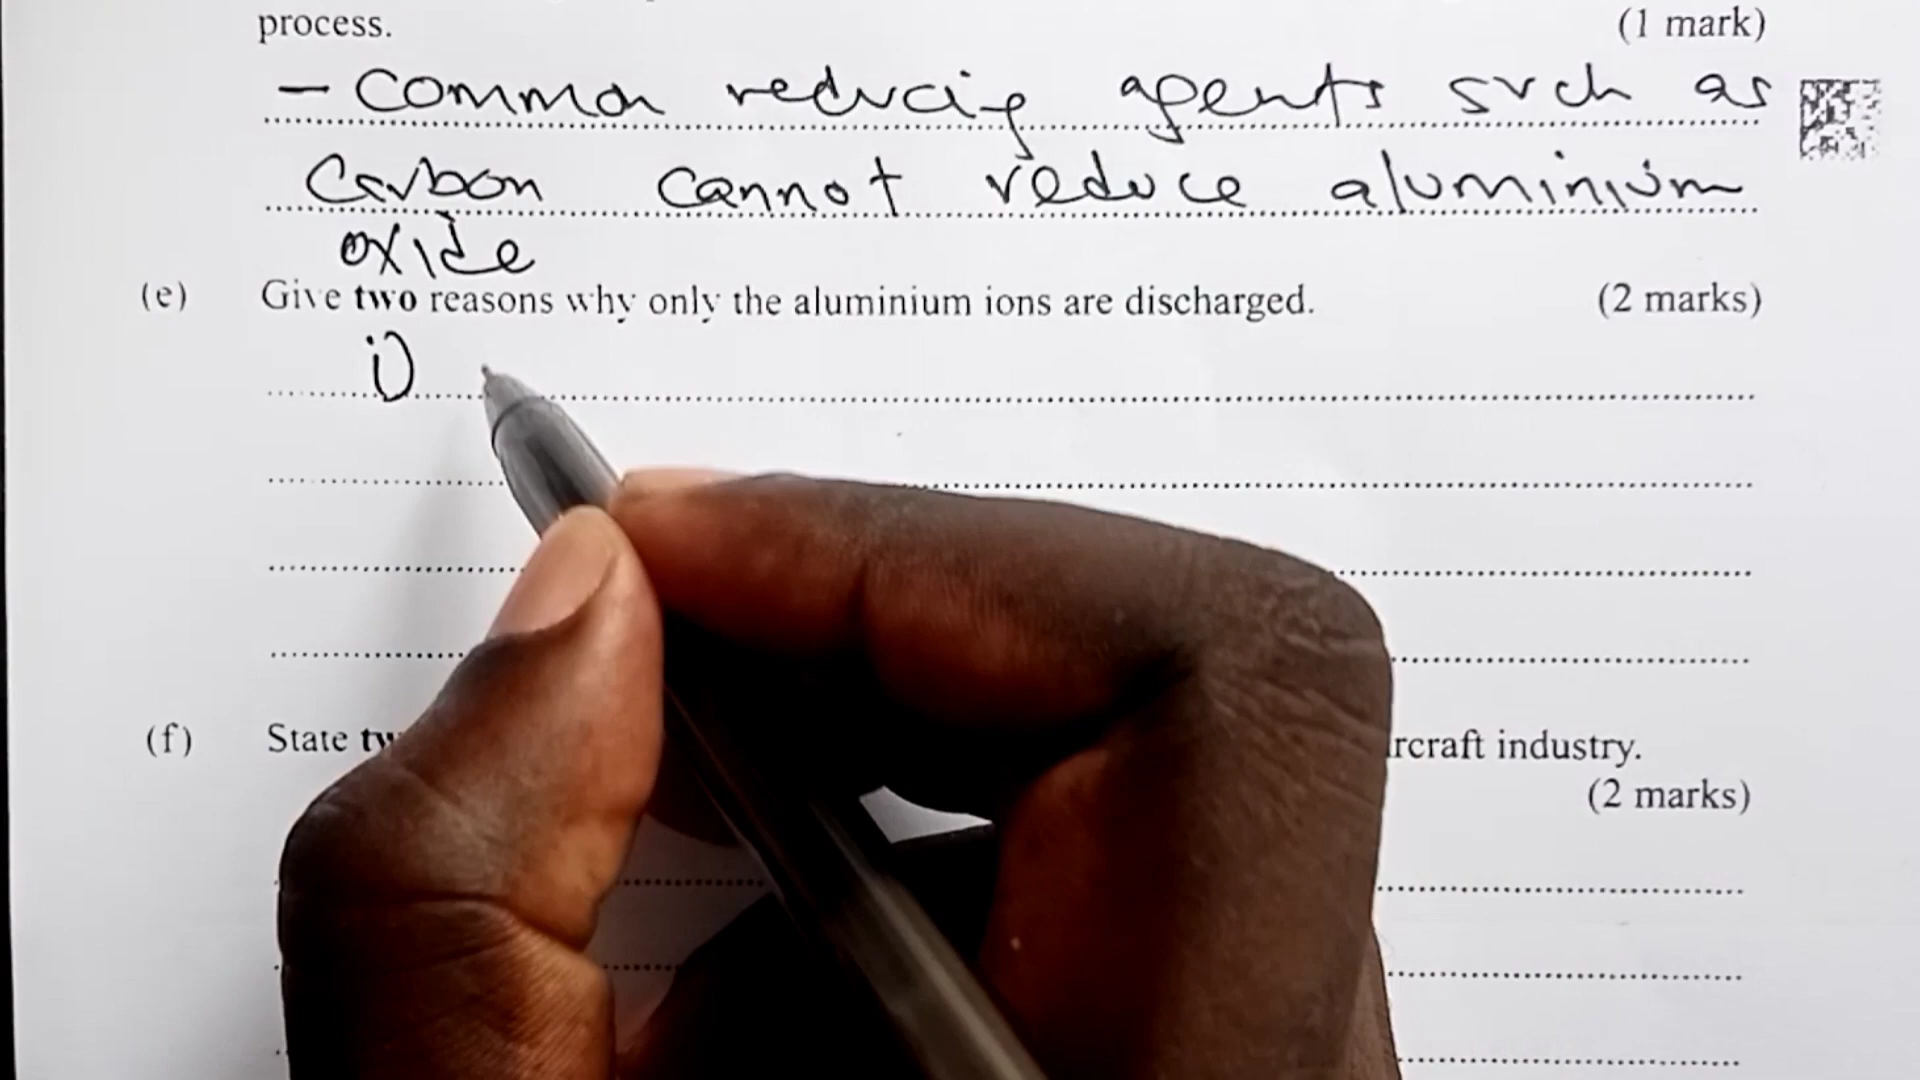 process. (1 mark)
- Common reducing agents such as
Carbon cannot reduce aluminium
oxide
(e) Give two reasons why only the aluminium ions are discharged. (2 marks)
i)
(f) State rcraft industry.
(2 marks)